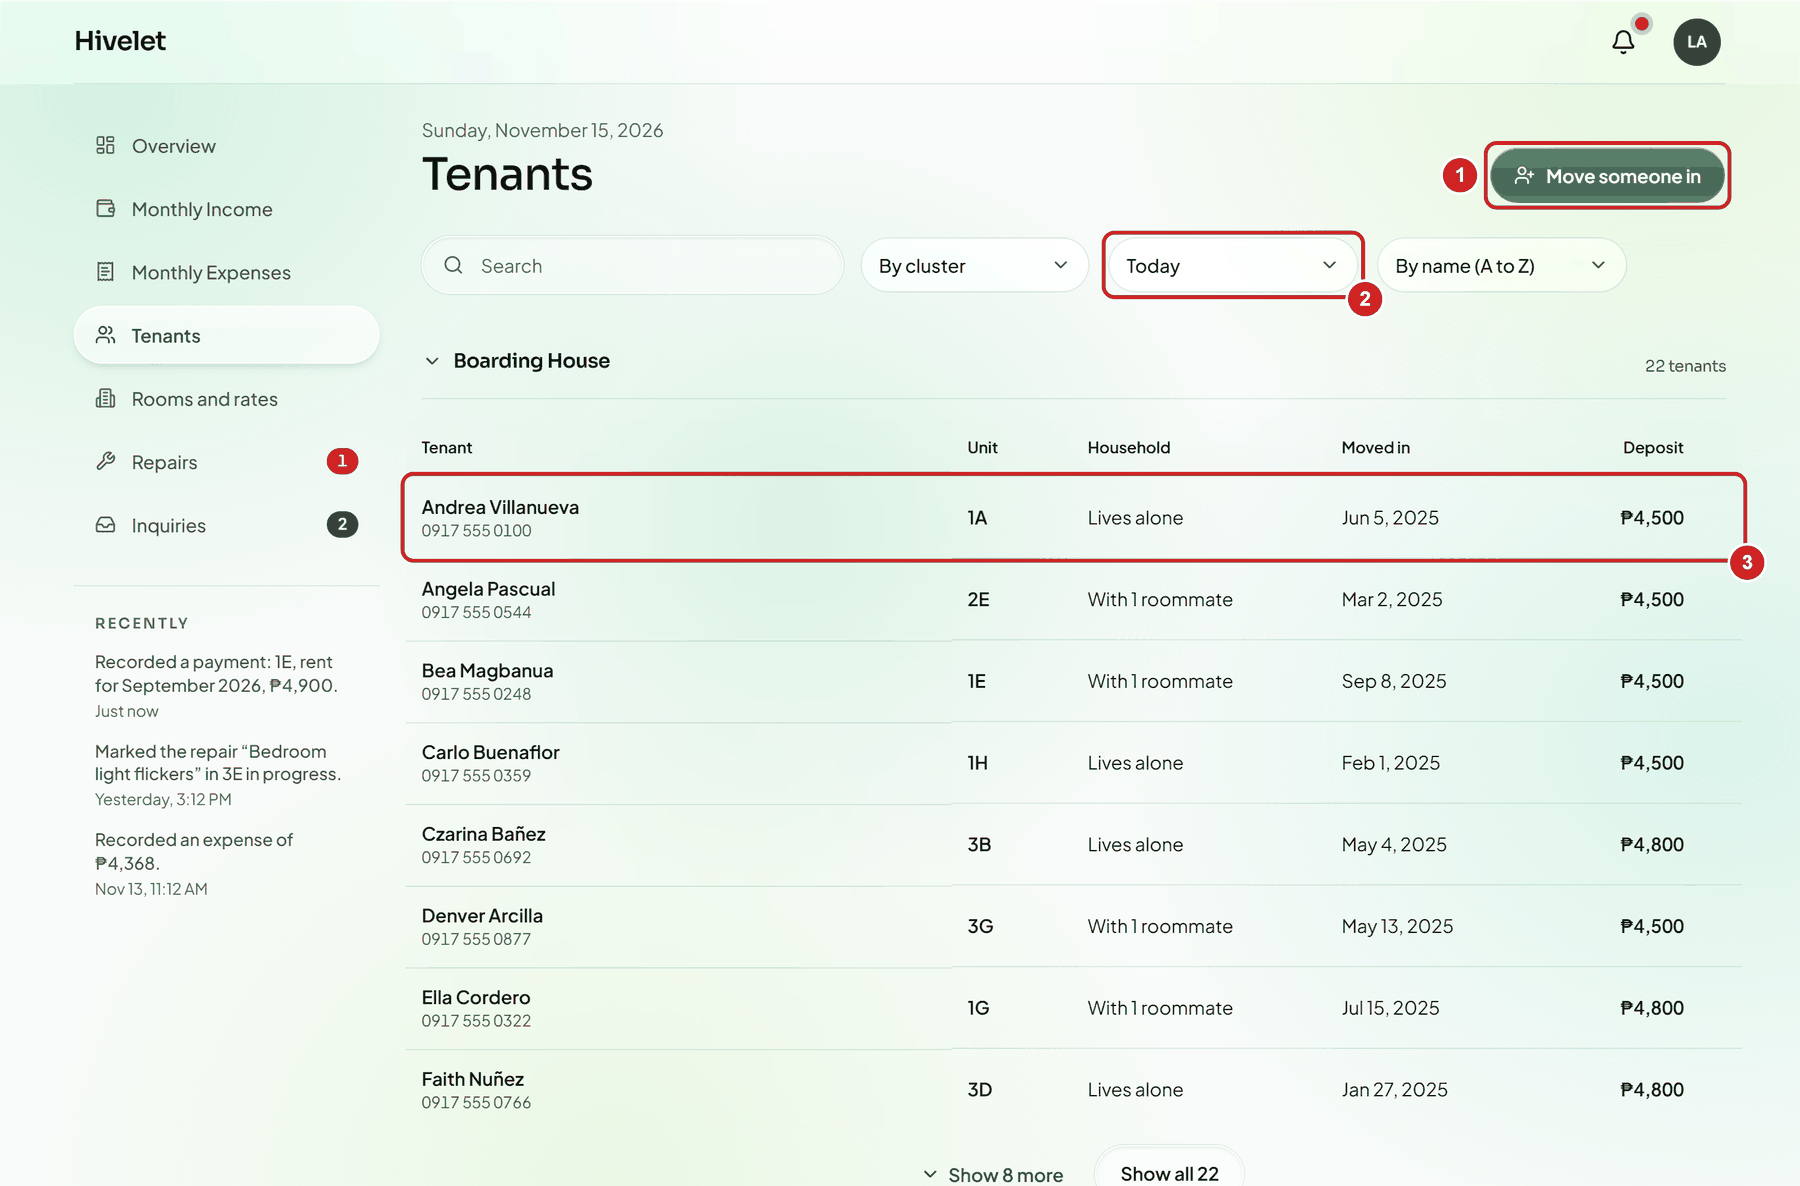 Hivelet
LA
Overview
Monthly Income
Monthly Expenses
Tenants
Rooms and rates
Repairs 1
Inquiries 2
RECENTLY
Recorded a payment: 1E, rent
for September 2026, ₱4,900.
Just now
Marked the repair “Bedroom
light flickers” in 3E in progress.
Yesterday, 3:12 PM
Recorded an expense of
₱4,368.
Nov 13, 11:12 AM
Sunday, November 15, 2026
Tenants
1 Move someone in
Search By cluster Today By name (A to Z)
2
Boarding House 22 tenants
Tenant Unit Household Moved in Deposit
Andrea Villanueva
0917 555 0100
1A Lives alone Jun 5, 2025 ₱4,500
3
Angela Pascual
0917 555 0544
2E With 1 roommate Mar 2, 2025 ₱4,500
Bea Magbanua
0917 555 0248
1E With 1 roommate Sep 8, 2025 ₱4,500
Carlo Buenaflor
0917 555 0359
1H Lives alone Feb 1, 2025 ₱4,500
Czarina Bañez
0917 555 0692
3B Lives alone May 4, 2025 ₱4,800
Denver Arcilla
0917 555 0877
3G With 1 roommate May 13, 2025 ₱4,500
Ella Cordero
0917 555 0322
1G With 1 roommate Jul 15, 2025 ₱4,800
Faith Nuñez
0917 555 0766
3D Lives alone Jan 27, 2025 ₱4,800
Show 8 more Show all 22